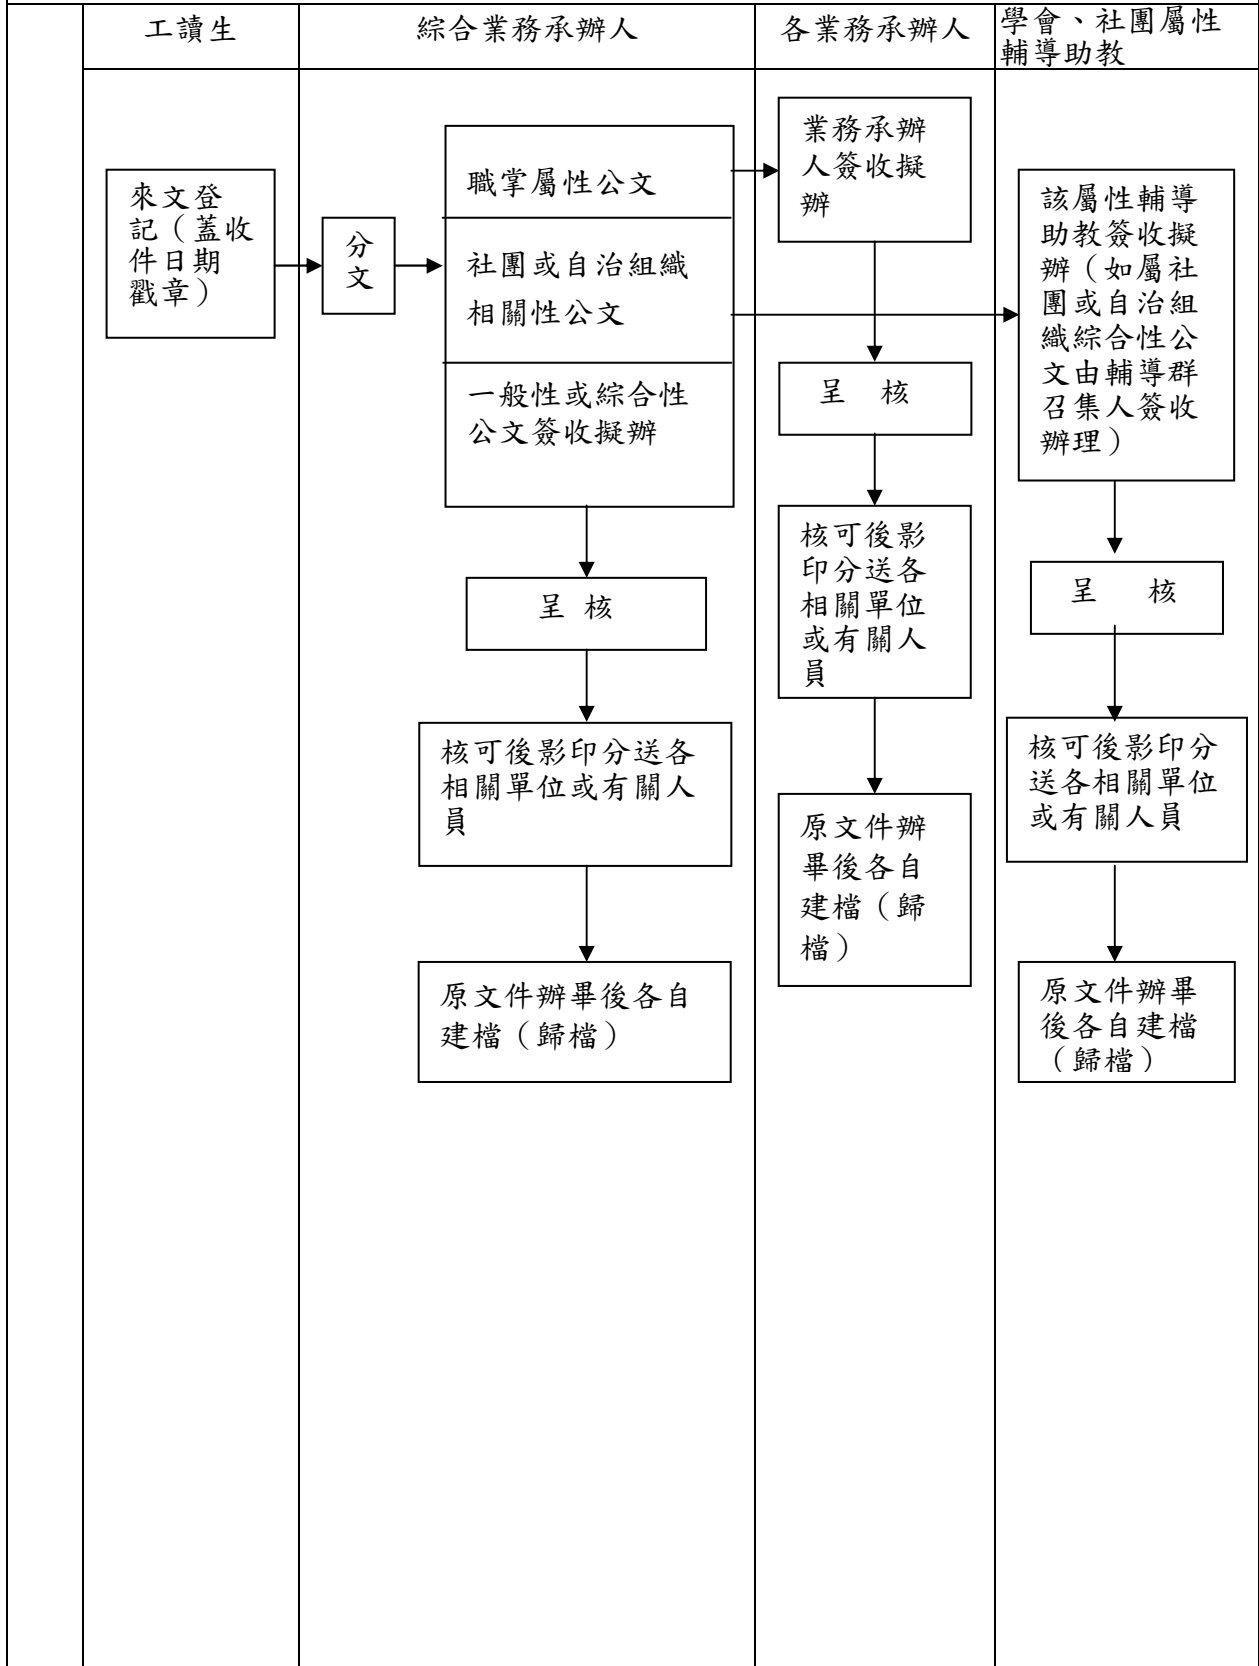 工讀生
綜合業務承辦人
各業務承辦人
學會、社團屬性
輔導助教
來文登
記（蓋收
件日期
戳章）
分
文
職掌屬性公文
社團或自治組織
相關性公文
一般性或綜合性
公文簽收擬辦
呈 核
核可後影印分送各
相關單位或有關人
員
原文件辦畢後各自
建檔（歸檔）
業務承辦
人簽收擬
辦
呈 核
核可後影
印分送各
相關單位
或有關人
員
原文件辦
畢後各自
建檔（歸
檔）
該屬性輔導
助教簽收擬
辦（如屬社
團或自治組
織綜合性公
文由輔導群
召集人簽收
辦理）
呈 核
核可後影印分
送各相關單位
或有關人員
原文件辦畢
後各自建檔
（歸檔）